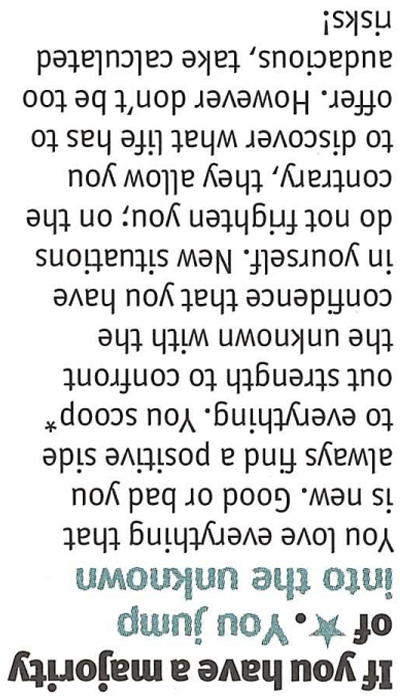 If you have a majority
of ★. You jump
into the unknown
You love everything that
is new. Good or bad you
always find a positive side
to everything. You scoop*
out strength to confront
the unknown with the
confidence that you have
in yourself. New situations
do not frighten you; on the
contrary, they allow you
to discover what life has to
offer. However don't be too
audacious, take calculated
risks!